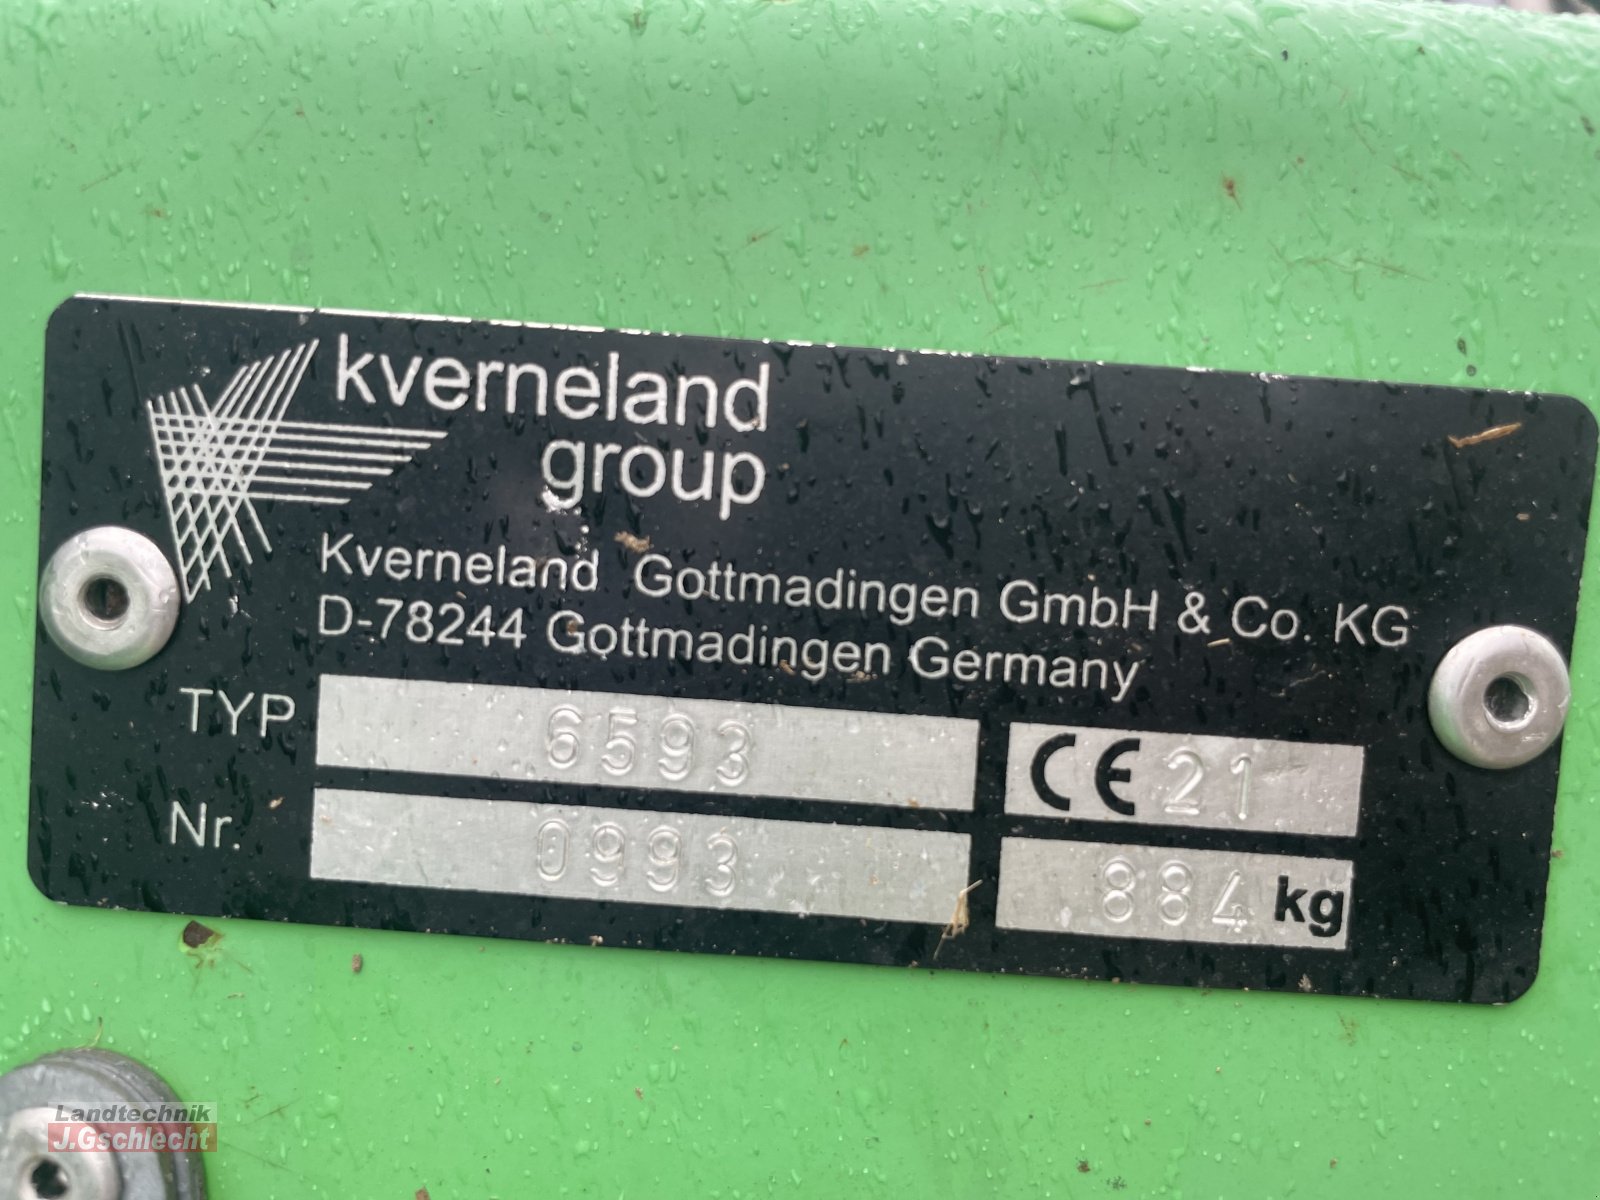 kverneland
group
Kverneland Gottmadingen GmbH & Co. KG
D-78244 Gottmadingen Germany
TYP 6593 CE 21
Nr. 0993 884 kg
Landtechnik
J.Gschlecht